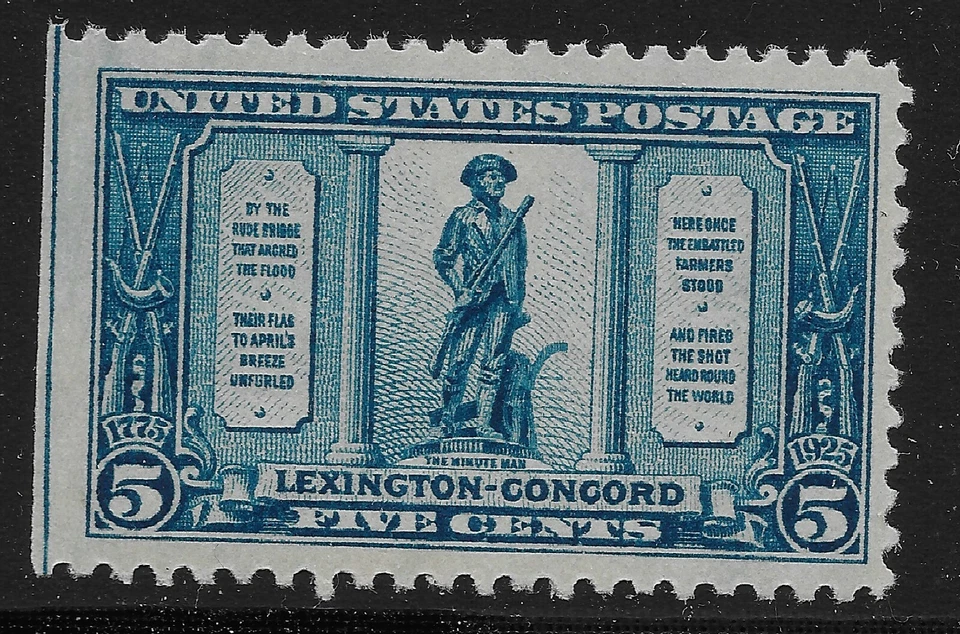 UNITED STATES POSTAGE
BY THE
RUDE BRIDGE
THAT ARCHED
THE FLOOD
THEIR FLAG
TO APRIL'S
BREEZE
UNFURLED
HERE ONCE
THE EMBATTLED
FARMERS
STOOD
AND FIRED
THE SHOT
HEARD ROUND
THE WORLD
1775
1925
THE MINUTE MAN
5
LEXINGTON-CONCORD
5
FIVE CENTS